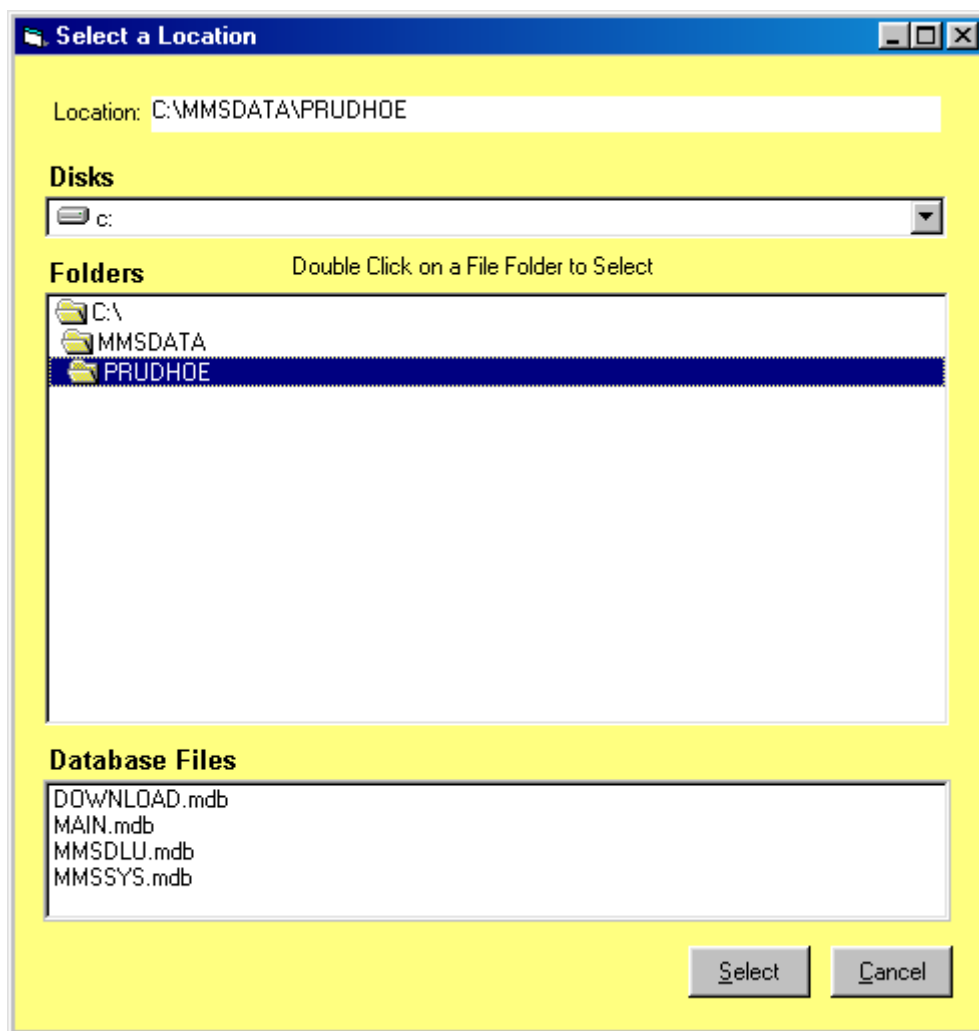 Select a Location
Location: C:\MMSDATA\PRUDHOE
Disks
c:
Folders Double Click on a File Folder to Select
C:\
MMSDATA
PRUDHOE
Database Files
DOWNLOAD.mdb
MAIN.mdb
MMSDLU.mdb
MMSSYS.mdb
Select Cancel